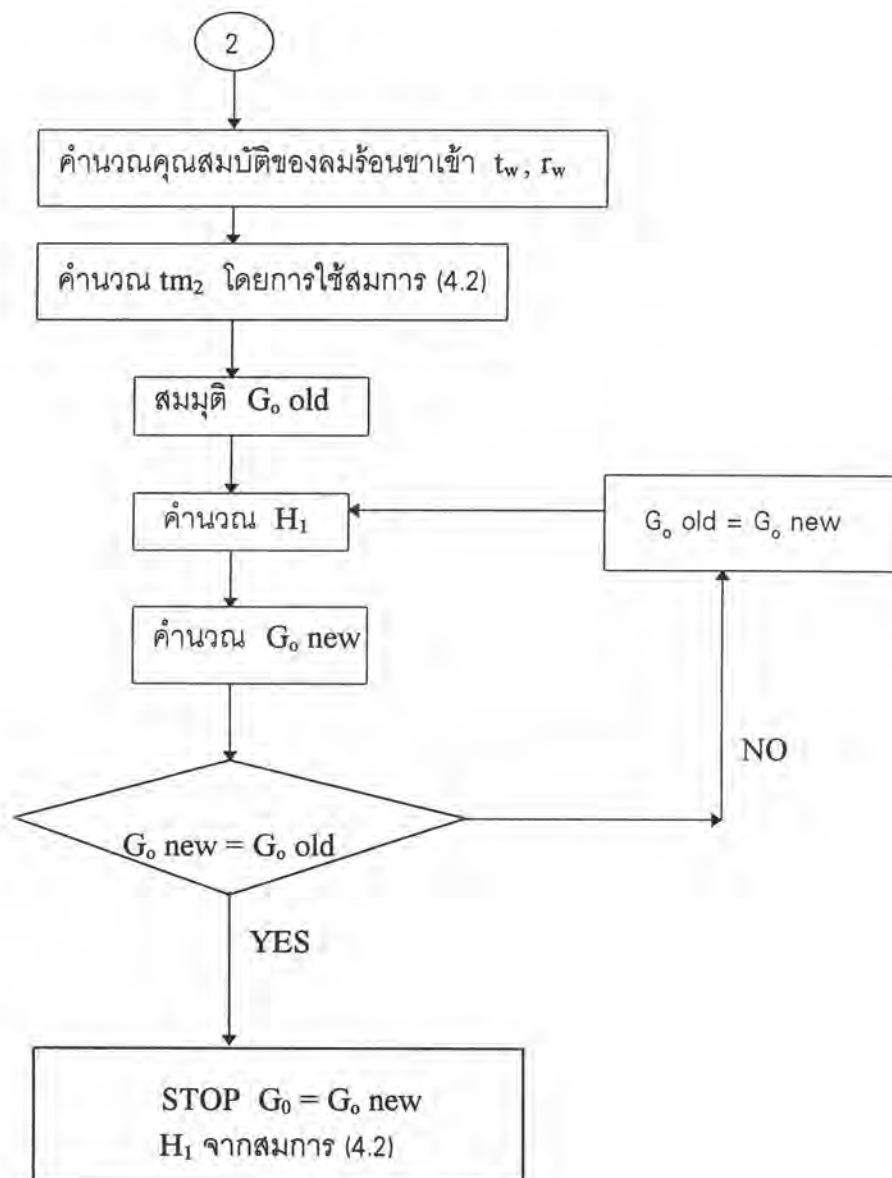 2
คำนวณคุณสมบัติของลมร้อนขาเข้า t_w, r_w
คำนวณ tm₂ โดยการใช้สมการ (4.2)
สมมุติ Gₒ old
คำนวณ H₁
Gₒ old = Gₒ new
คำนวณ Gₒ new
NO
Gₒ new = Gₒ old
YES
STOP G₀ = Gₒ new
H₁ จากสมการ (4.2)